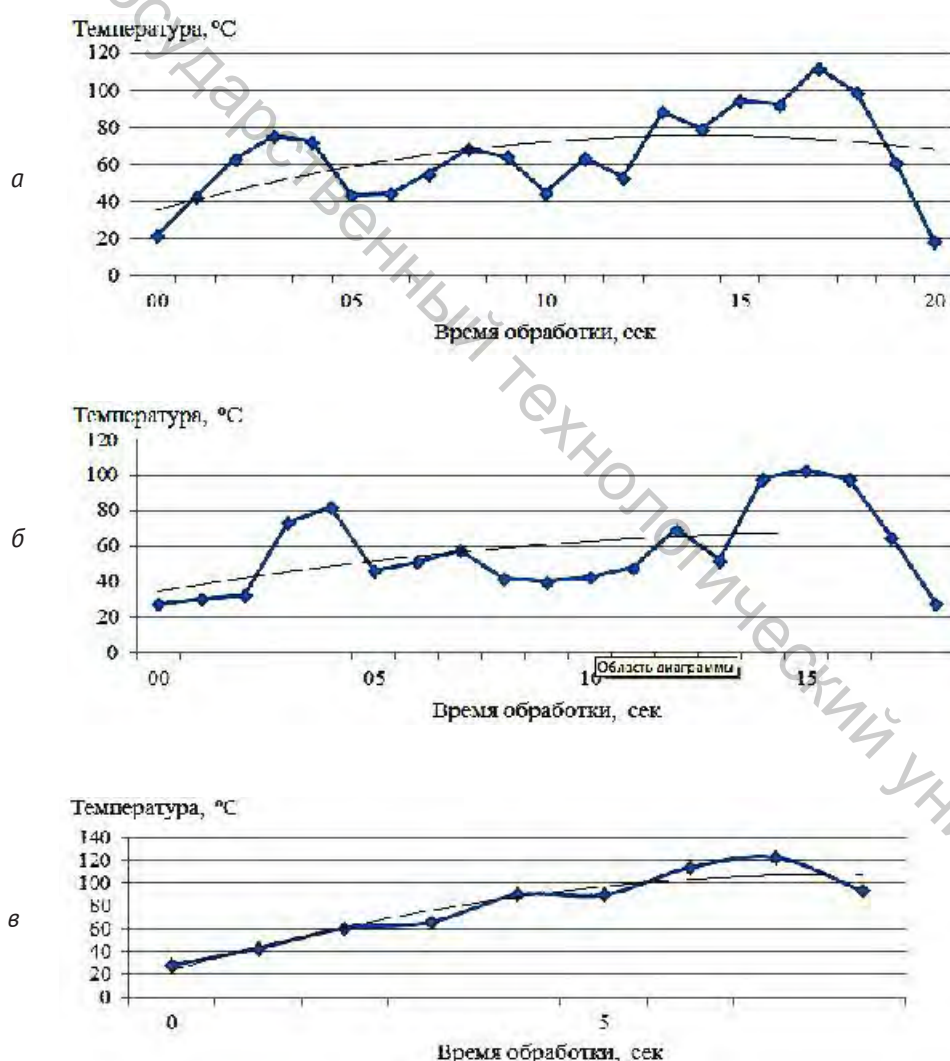 Температура, °C
120
100
80
60
40
20
0
а
00 05 10 15 20
Время обработки, сек
Температура, °C
120
100
80
60
40
20
0
б
00 05 10 15
Область диаграммы
Время обработки, сек
Температура, °C
140
120
100
80
60
40
20
0
в
0 5
Время обработки, сек
государственный технологический